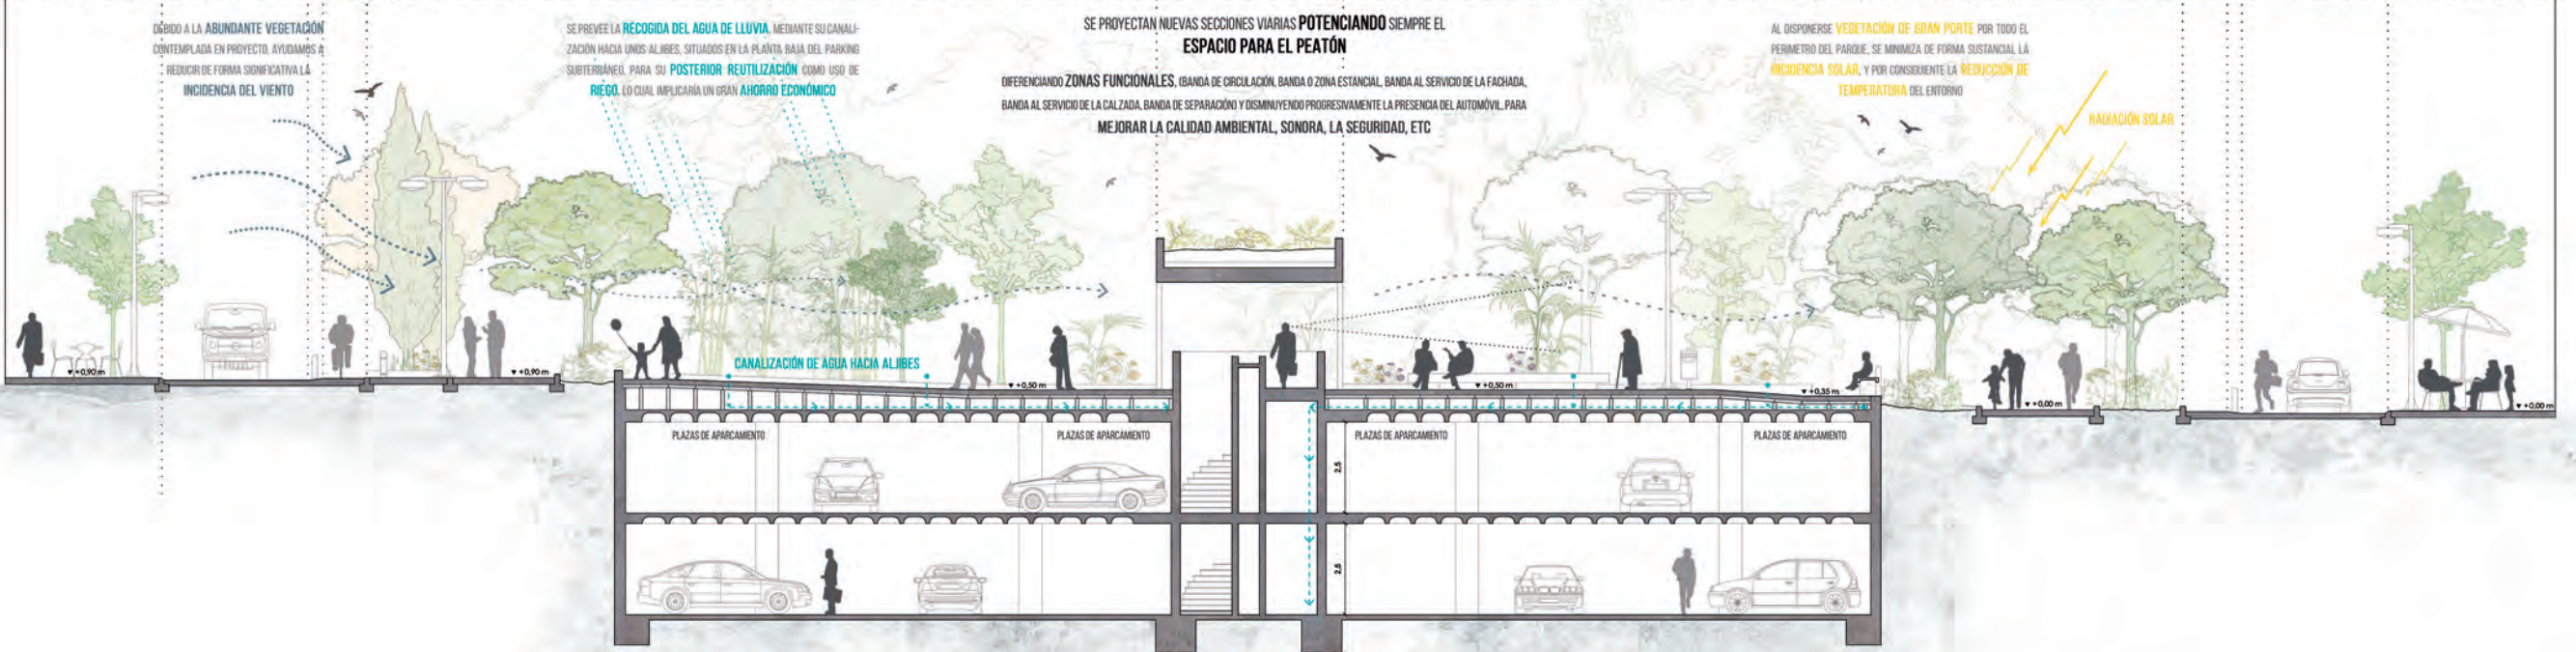 DEBIDO A LA ABUNDANTE VEGETACIÓN
CONTEMPLADA EN PROYECTO, AYUDAMOS A
REDUCIR DE FORMA SIGNIFICATIVA LA
INCIDENCIA DEL VIENTO
SE PREVEE LA RECOGIDA DEL AGUA DE LLUVIA, MEDIANTE SU CANALI-
ZACIÓN HACIA UNOS ALJIBES, SITUADOS EN LA PLANTA BAJA DEL PARKING
SUBTERRÁNEO, PARA SU POSTERIOR REUTILIZACIÓN COMO USO DE
RIEGO, LO CUAL IMPLICARÍA UN GRAN AHORRO ECONÓMICO
SE PROYECTAN NUEVAS SECCIONES VIARIAS POTENCIANDO SIEMPRE EL
ESPACIO PARA EL PEATÓN
DIFERENCIANDO ZONAS FUNCIONALES, (BANDA DE CIRCULACIÓN, BANDA O ZONA ESTANCIAL, BANDA AL SERVICIO DE LA FACHADA,
BANDA AL SERVICIO DE LA CALZADA, BANDA DE SEPARACIÓN) Y DISMINUYENDO PROGRESIVAMENTE LA PRESENCIA DEL AUTOMÓVIL, PARA
MEJORAR LA CALIDAD AMBIENTAL, SONORA, LA SEGURIDAD, ETC
AL DISPONERSE VEGETACIÓN DE GRAN PORTE POR TODO EL
PERIMETRO DEL PARQUE, SE MINIMIZA DE FORMA SUSTANCIAL LA
INCIDENCIA SOLAR, Y POR CONSIGUIENTE LA REDUCCIÓN DE
TEMPERATURA DEL ENTORNO
RADIACIÓN SOLAR
CANALIZACIÓN DE AGUA HACIA ALJIBES
+0,90 m
+0,90 m
+0,50 m
+0,50 m
+0,35 m
+0,00 m
+0,00 m
PLAZAS DE APARCAMIENTO
PLAZAS DE APARCAMIENTO
PLAZAS DE APARCAMIENTO
PLAZAS DE APARCAMIENTO
2,5
2,5